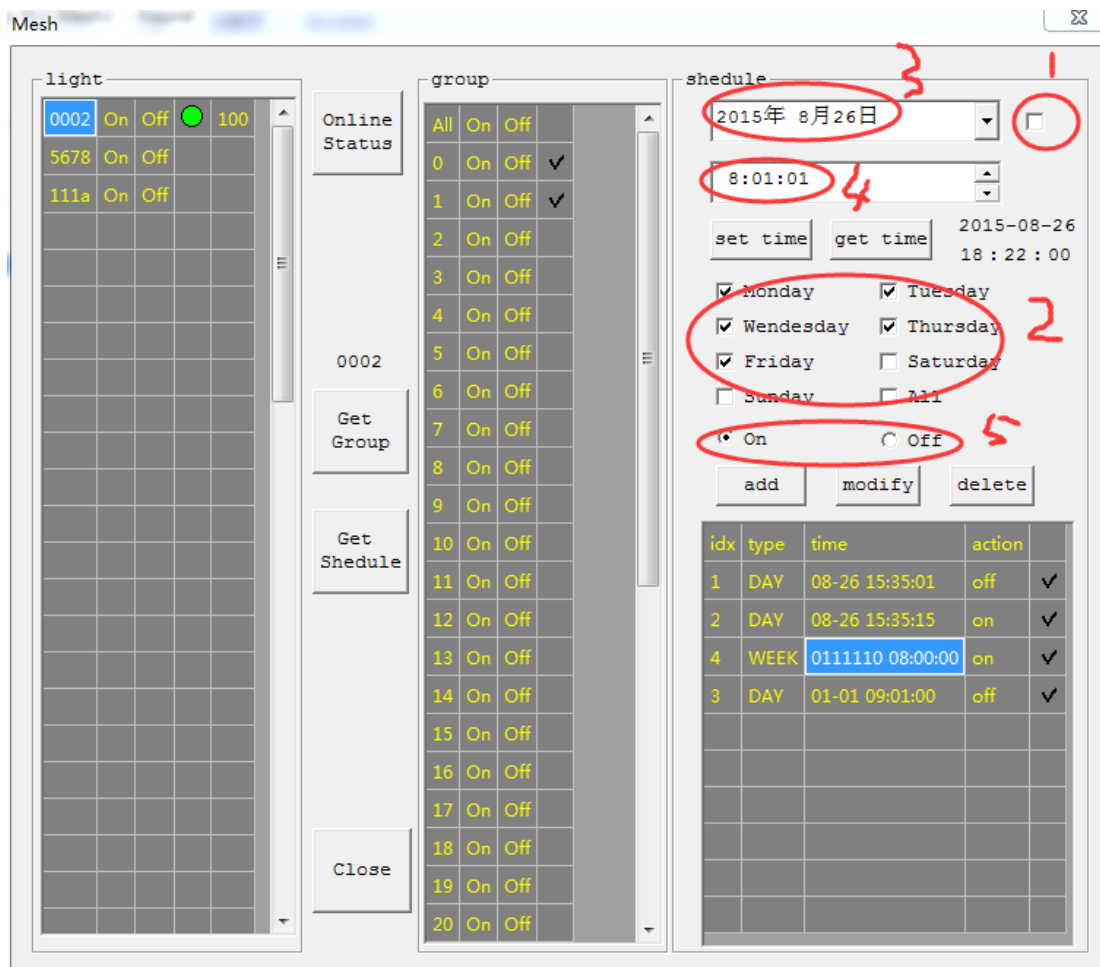 Mesh
light
0002 On Off 100
5678 On Off
111a On Off
Online
Status
0002
Get
Group
Get
Shedule
Close
group
All On Off
0 On Off
1 On Off
2 On Off
3 On Off
4 On Off
5 On Off
6 On Off
7 On Off
8 On Off
9 On Off
10 On Off
11 On Off
12 On Off
13 On Off
14 On Off
15 On Off
16 On Off
17 On Off
18 On Off
19 On Off
20 On Off
shedule
3
1
2015年 8月26日
8:01:01
4
set time get time
2015-08-26
18:22:00
Monday Tuesday
Wendesday Thursday
2
Friday Saturday
Sunday All
On Off
5
add modify delete
idx type time action
1 DAY 08-26 15:35:01 off
2 DAY 08-26 15:35:15 on
4 WEEK 0111110 08:00:00 on
3 DAY 01-01 09:01:00 off